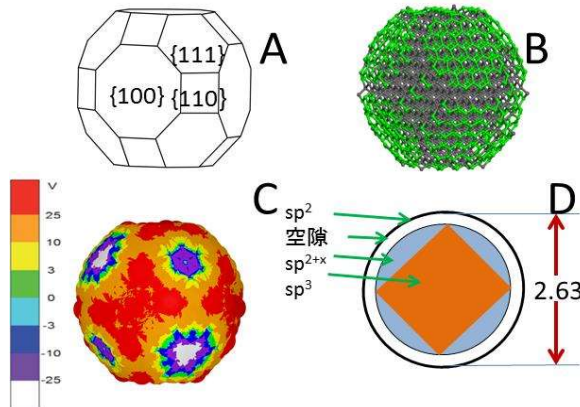 A
{111}
{100}
{110}
B
C
V
25
10
3
0
-3
-10
-25
D
sp²
空隙
sp²⁺ˣ
sp³
2.63